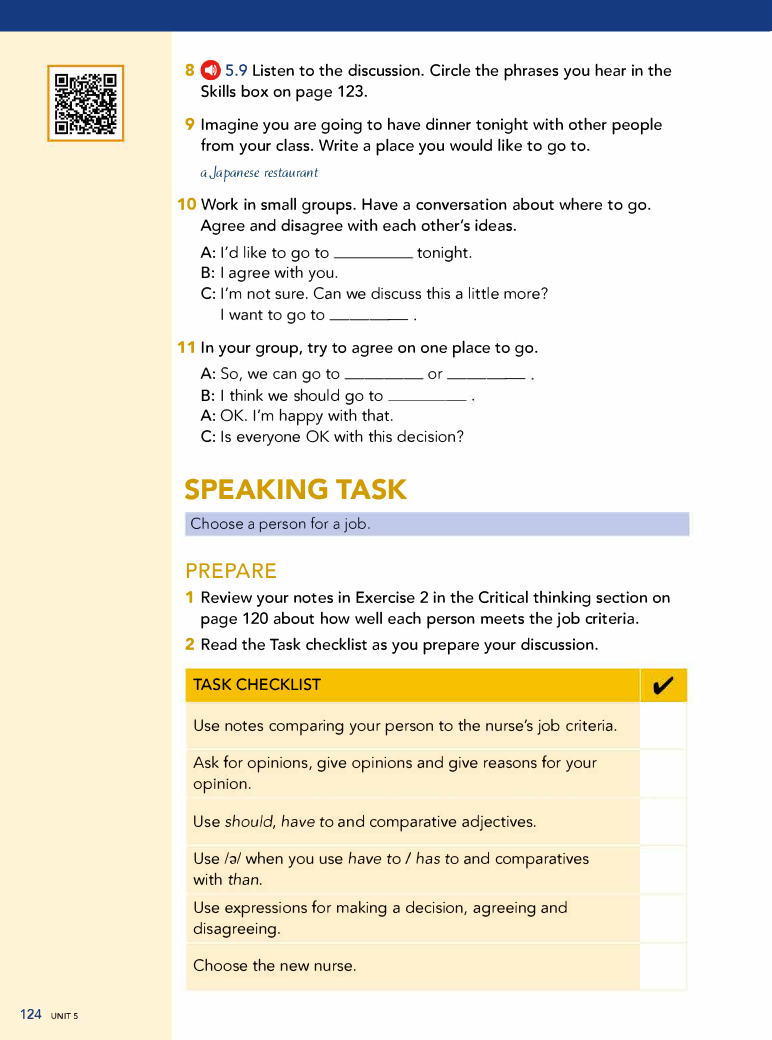 8 5.9 Listen to the discussion. Circle the phrases you hear in the
Skills box on page 123.
9 Imagine you are going to have dinner tonight with other people
from your class. Write a place you would like to go to.
a Japanese restaurant
10 Work in small groups. Have a conversation about where to go.
Agree and disagree with each other's ideas.
A: I'd like to go to __________ tonight.
B: I agree with you.
C: I'm not sure. Can we discuss this a little more?
I want to go to __________ .
11 In your group, try to agree on one place to go.
A: So, we can go to __________ or __________ .
B: I think we should go to __________ .
A: OK. I'm happy with that.
C: Is everyone OK with this decision?
SPEAKING TASK
Choose a person for a job.
PREPARE
1 Review your notes in Exercise 2 in the Critical thinking section on
page 120 about how well each person meets the job criteria.
2 Read the Task checklist as you prepare your discussion.
TASK CHECKLIST ✔
Use notes comparing your person to the nurse's job criteria.
Ask for opinions, give opinions and give reasons for your
opinion.
Use should, have to and comparative adjectives.
Use /ə/ when you use have to / has to and comparatives
with than.
Use expressions for making a decision, agreeing and
disagreeing.
Choose the new nurse.
124 UNIT 5